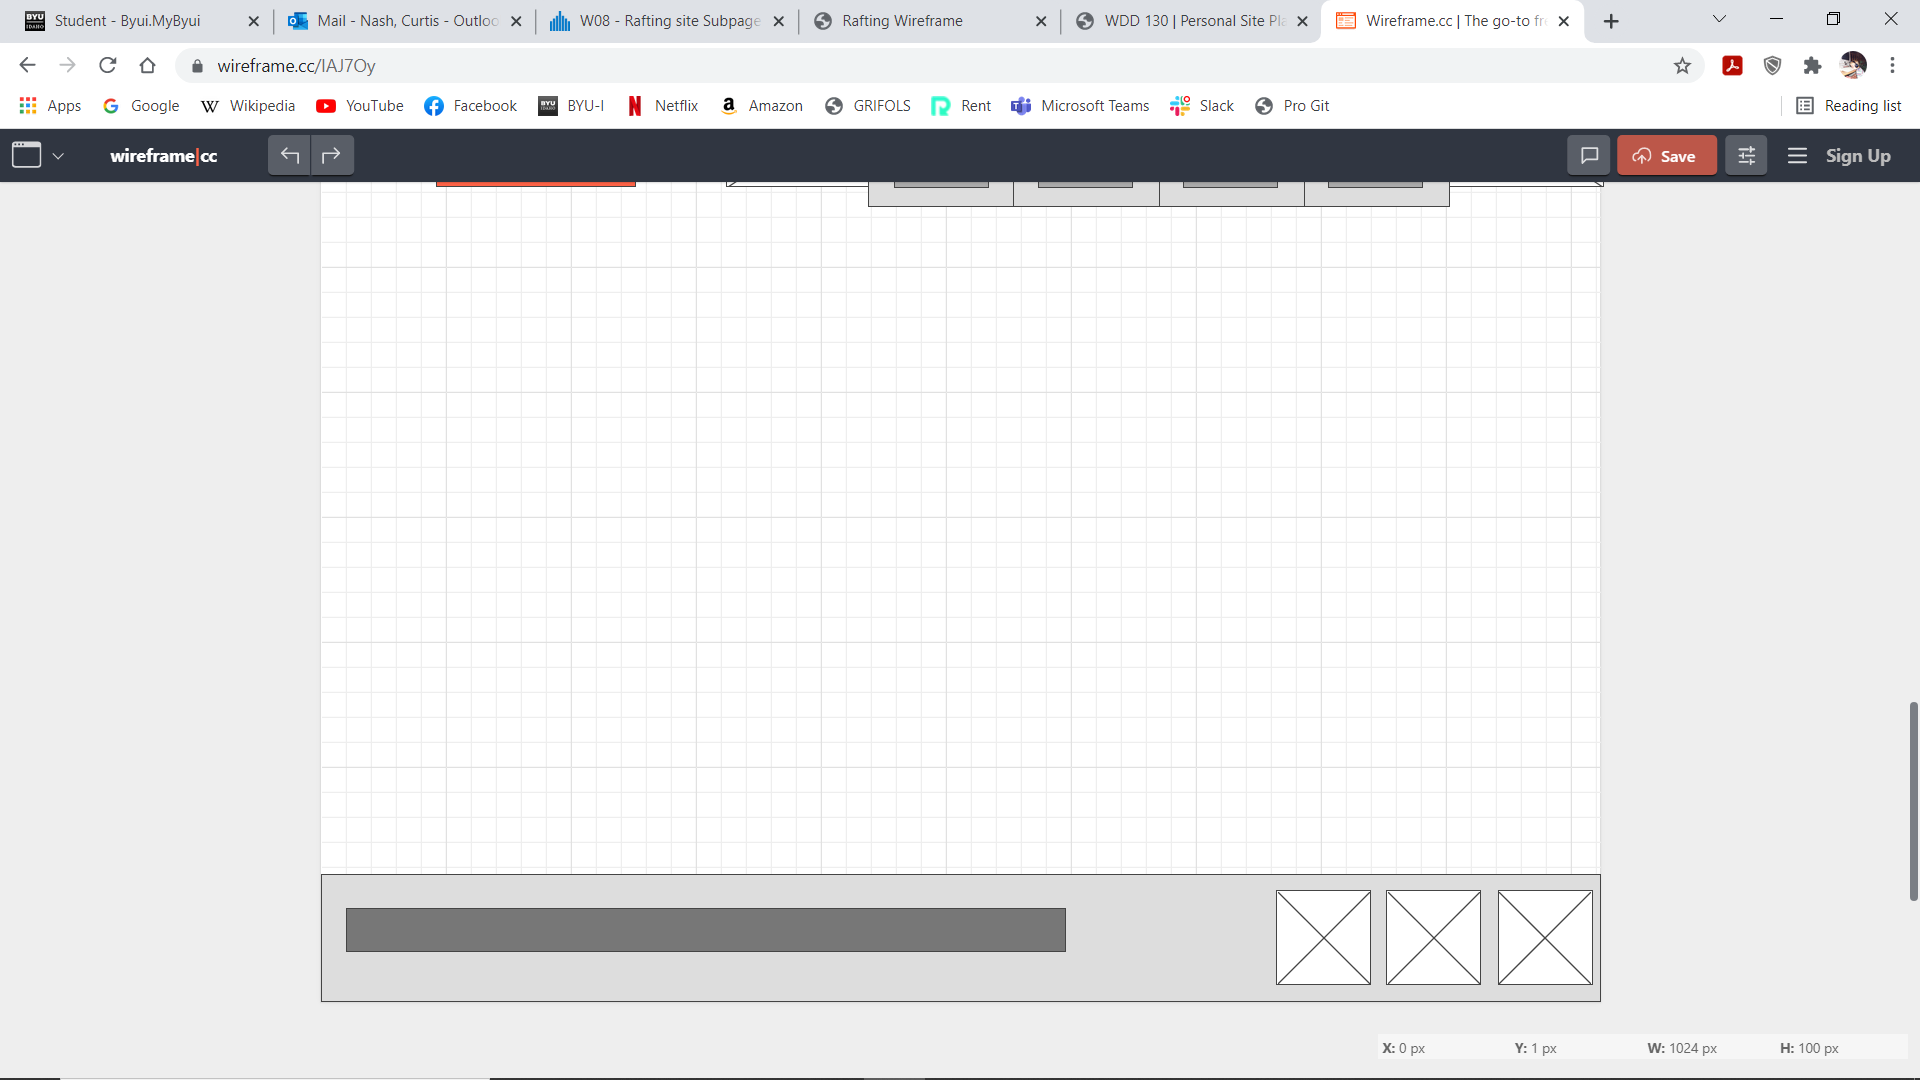 Student - Byui.MyByui
Mail - Nash, Curtis - Outloo
W08 - Rafting site Subpage
Rafting Wireframe
WDD 130 | Personal Site Pla
Wireframe.cc | The go-to fr
wireframe.cc/IAJ7Oy
Apps Google Wikipedia YouTube Facebook BYU-I Netflix Amazon GRIFOLS Rent Microsoft Teams Slack Pro Git Reading list
wireframe|cc Save Sign Up
X: 0 px Y: 1 px W: 1024 px H: 100 px